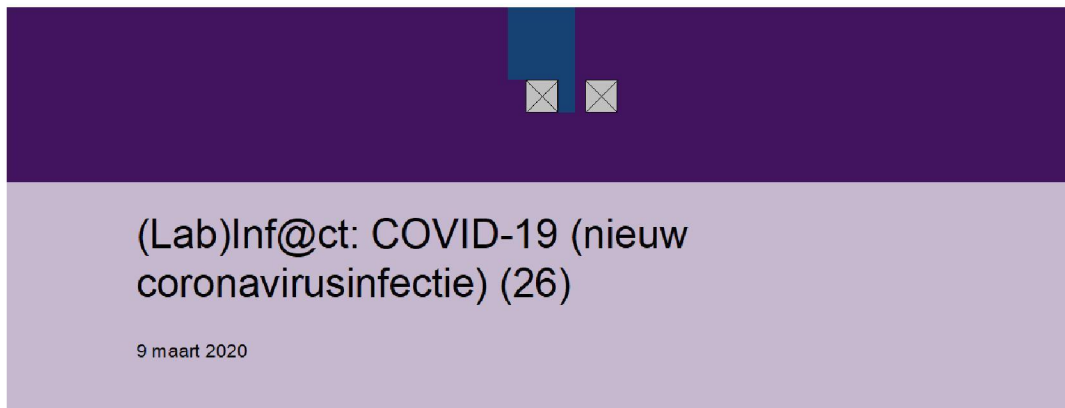 (Lab)Inf@ct: COVID-19 (nieuw
coronavirusinfectie) (26)
9 maart 2020